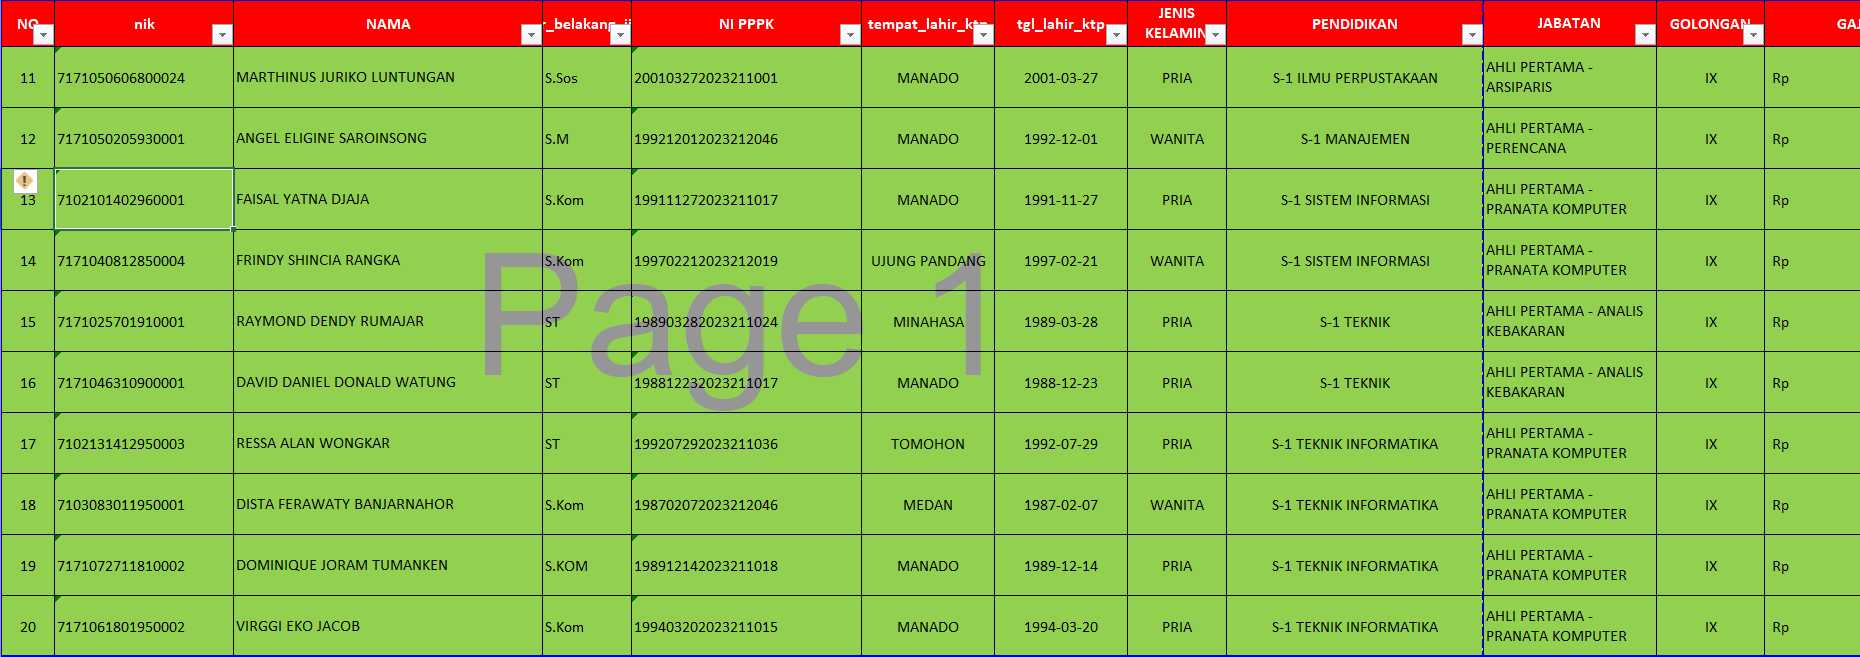 NO nik NAMA r_belakang_ij NI PPPK tempat_lahir_ktp tgl_lahir_ktp JENIS KELAMIN PENDIDIKAN JABATAN GOLONGAN GAJ
11 7171050606800024 MARTHINUS JURIKO LUNTUNGAN S.Sos 200103272023211001 MANADO 2001-03-27 PRIA S-1 ILMU PERPUSTAKAAN AHLI PERTAMA - ARSIPARIS IX Rp
12 7171050205930001 ANGEL ELIGINE SAROINSONG S.M 199212012023212046 MANADO 1992-12-01 WANITA S-1 MANAJEMEN AHLI PERTAMA - PERENCANA IX Rp
13 7102101402960001 FAISAL YATNA DJAJA S.Kom 199111272023211017 MANADO 1991-11-27 PRIA S-1 SISTEM INFORMASI AHLI PERTAMA - PRANATA KOMPUTER IX Rp
14 7171040812850004 FRINDY SHINCIA RANGKA S.Kom 199702212023212019 UJUNG PANDANG 1997-02-21 WANITA S-1 SISTEM INFORMASI AHLI PERTAMA - PRANATA KOMPUTER IX Rp
15 7171025701910001 RAYMOND DENDY RUMAJAR ST 198903282023211024 MINAHASA 1989-03-28 PRIA S-1 TEKNIK AHLI PERTAMA - ANALIS KEBAKARAN IX Rp
Page 1
16 7171046310900001 DAVID DANIEL DONALD WATUNG ST 198812232023211017 MANADO 1988-12-23 PRIA S-1 TEKNIK AHLI PERTAMA - ANALIS KEBAKARAN IX Rp
17 7102131412950003 RESSA ALAN WONGKAR ST 199207292023211036 TOMOHON 1992-07-29 PRIA S-1 TEKNIK INFORMATIKA AHLI PERTAMA - PRANATA KOMPUTER IX Rp
18 7103083011950001 DISTA FERAWATY BANJARNAHOR S.Kom 198702072023212046 MEDAN 1987-02-07 WANITA S-1 TEKNIK INFORMATIKA AHLI PERTAMA - PRANATA KOMPUTER IX Rp
19 7171072711810002 DOMINIQUE JORAM TUMANKEN S.KOM 198912142023211018 MANADO 1989-12-14 PRIA S-1 TEKNIK INFORMATIKA AHLI PERTAMA - PRANATA KOMPUTER IX Rp
20 7171061801950002 VIRGGI EKO JACOB S.Kom 199403202023211015 MANADO 1994-03-20 PRIA S-1 TEKNIK INFORMATIKA AHLI PERTAMA - PRANATA KOMPUTER IX Rp